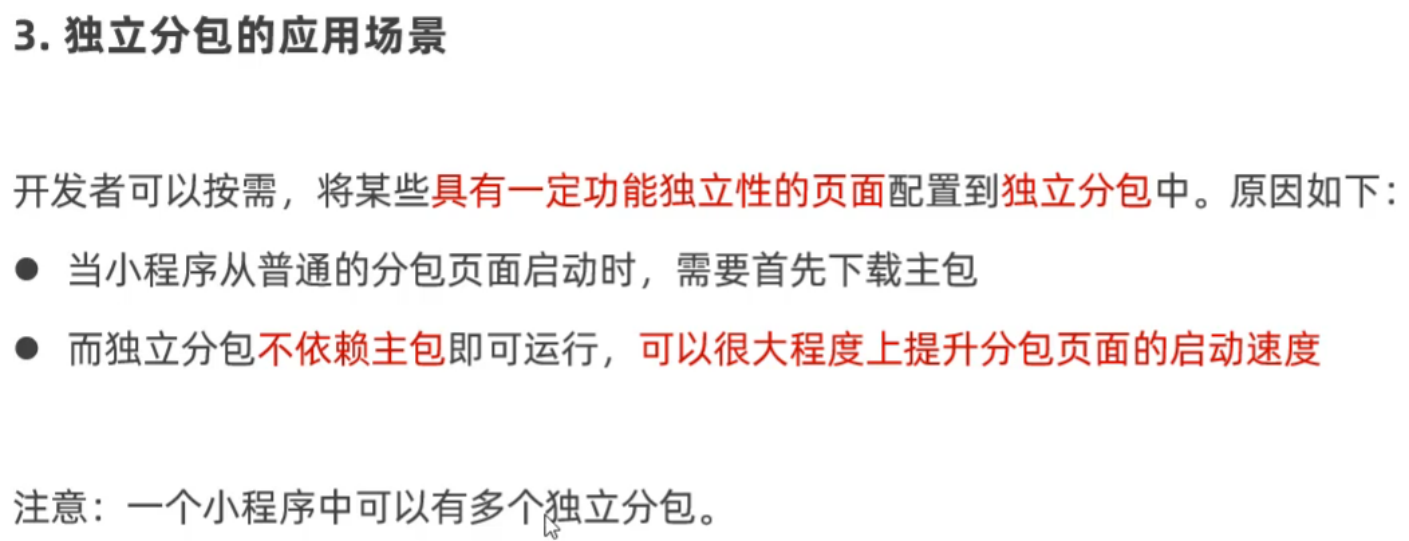 3. 独立分包的应用场景
开发者可以按需，将某些具有一定功能独立性的页面配置到独立分包中。原因如下：
● 当小程序从普通的分包页面启动时，需要首先下载主包
● 而独立分包不依赖主包即可运行，可以很大程度上提升分包页面的启动速度
注意：一个小程序中可以有多个独立分包。